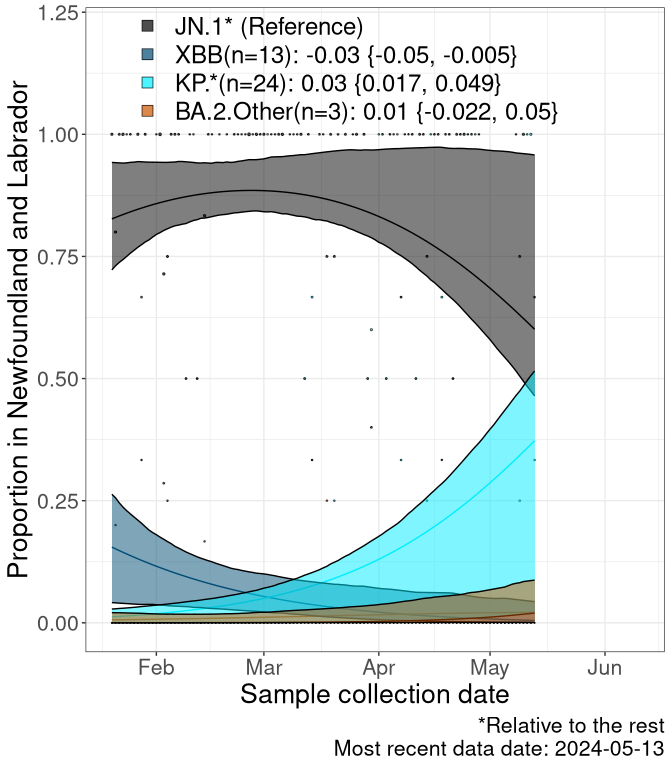 1.25
JN.1* (Reference)
XBB(n=13): -0.03 {-0.05, -0.005}
KP.*(n=24): 0.03 {0.017, 0.049}
BA.2.Other(n=3): 0.01 {-0.022, 0.05}
1.00
0.75
0.50
0.25
0.00
Proportion in Newfoundland and Labrador
Feb Mar Apr May Jun
Sample collection date
*Relative to the rest
Most recent data date: 2024-05-13